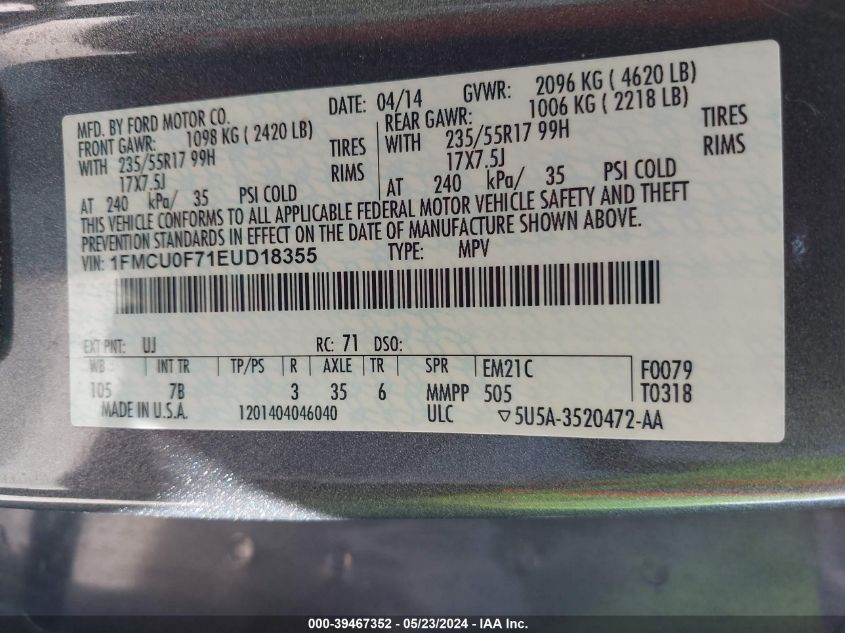 MFD. BY FORD MOTOR CO. DATE: 04/14 GVWR: 2096 KG ( 4620 LB)
FRONT GAWR: 1098 KG ( 2420 LB) REAR GAWR: 1006 KG ( 2218 LB)
WITH 235/55R17 99H TIRES WITH 235/55R17 99H TIRES
17X7.5J RIMS 17X7.5J RIMS
AT 240 kPa/ 35 PSI COLD AT 240 kPa/ 35 PSI COLD
THIS VEHICLE CONFORMS TO ALL APPLICABLE FEDERAL MOTOR VEHICLE SAFETY AND THEFT
PREVENTION STANDARDS IN EFFECT ON THE DATE OF MANUFACTURE SHOWN ABOVE.
VIN: 1FMCU0F71EUD18355 TYPE: MPV
EXT PNT: UJ RC: 71 DSO:
WB INT TR TP/PS R AXLE TR SPR EM21C F0079
105 7B 3 35 6 MMPP 505 T0318
MADE IN U.S.A. 1201404046040 ULC ▽5U5A-3520472-AA
000-39467352 - 05/23/2024 - IAA Inc.